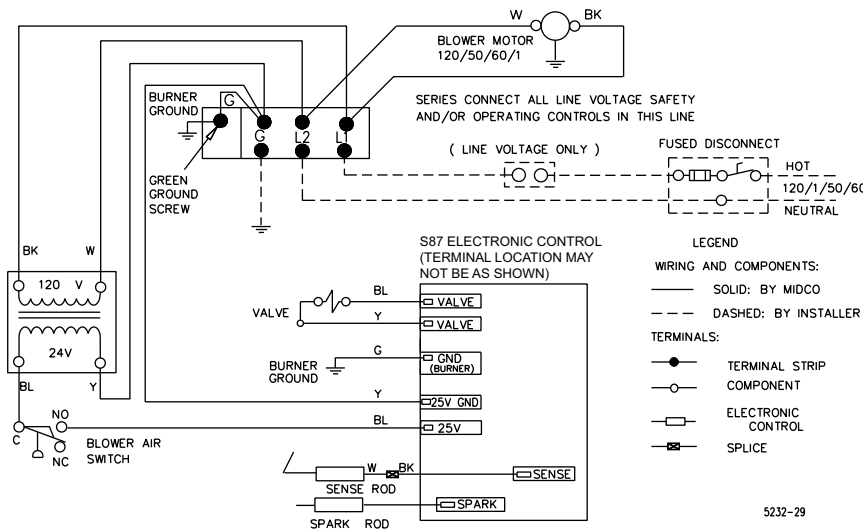 W
BK
BLOWER MOTOR
120/50/60/1
BURNER
GROUND
G
G
L2
L1
SERIES CONNECT ALL LINE VOLTAGE SAFETY
AND/OR OPERATING CONTROLS IN THIS LINE
( LINE VOLTAGE ONLY )
FUSED DISCONNECT
HOT
120/1/50/60
NEUTRAL
GREEN
GROUND
SCREW
BK
W
120 V
24V
BL
Y
C
NO
NC
BLOWER AIR
SWITCH
S87 ELECTRONIC CONTROL
(TERMINAL LOCATION MAY
NOT BE AS SHOWN)
VALVE
BL
VALVE
Y
VALVE
BURNER
GROUND
G
GND
(BURNER)
Y
25V GND
BL
25V
W
BK
SENSE
SENSE ROD
SPARK
SPARK ROD
LEGEND
WIRING AND COMPONENTS:
SOLID: BY MIDCO
DASHED: BY INSTALLER
TERMINALS:
TERMINAL STRIP
COMPONENT
ELECTRONIC
CONTROL
SPLICE
5232-29